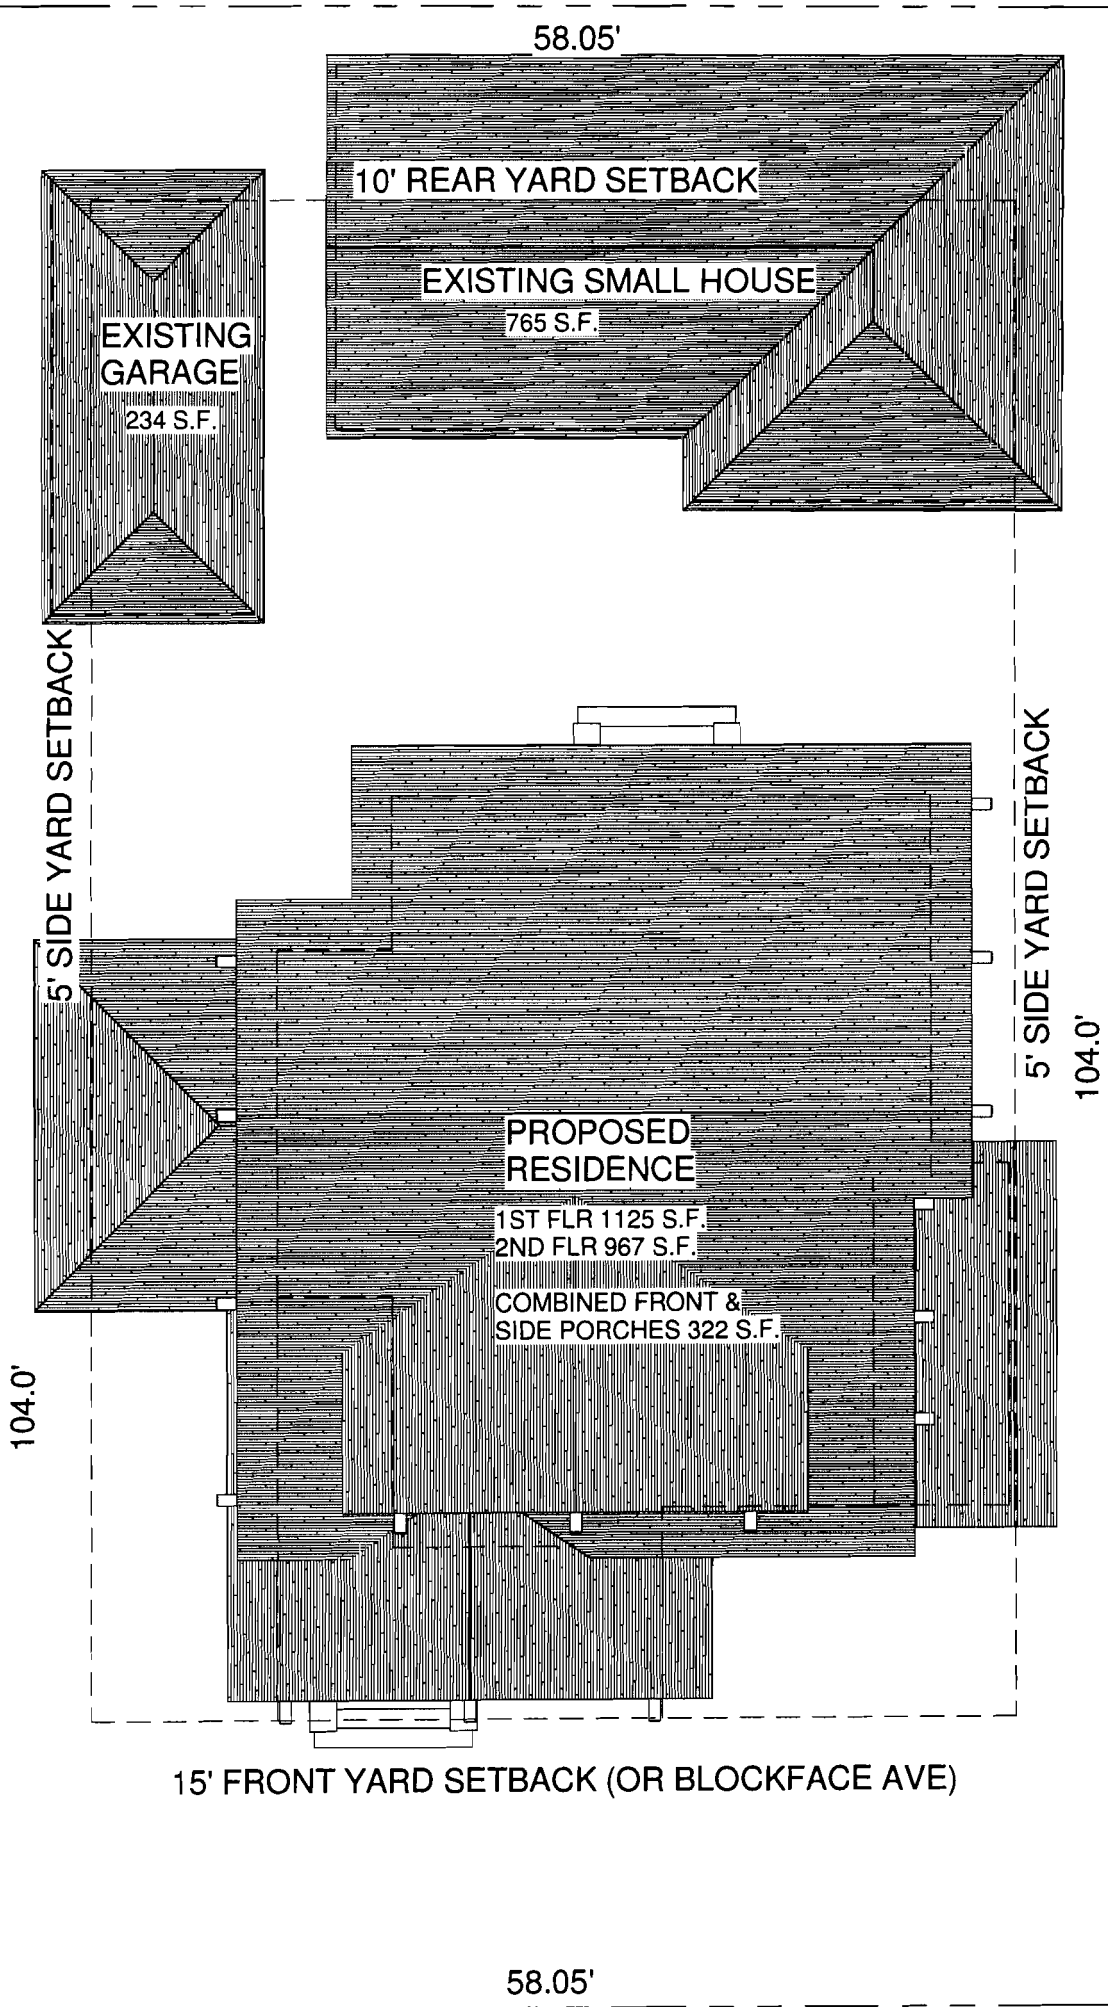 58.05'
10' REAR YARD SETBACK
EXISTING SMALL HOUSE
765 S.F.
EXISTING
GARAGE
234 S.F.
5' SIDE YARD SETBACK
5' SIDE YARD SETBACK
104.0'
PROPOSED
RESIDENCE
1ST FLR 1125 S.F.
2ND FLR 967 S.F.
COMBINED FRONT &
SIDE PORCHES 322 S.F.
104.0'
15' FRONT YARD SETBACK (OR BLOCKFACE AVE)
58.05'